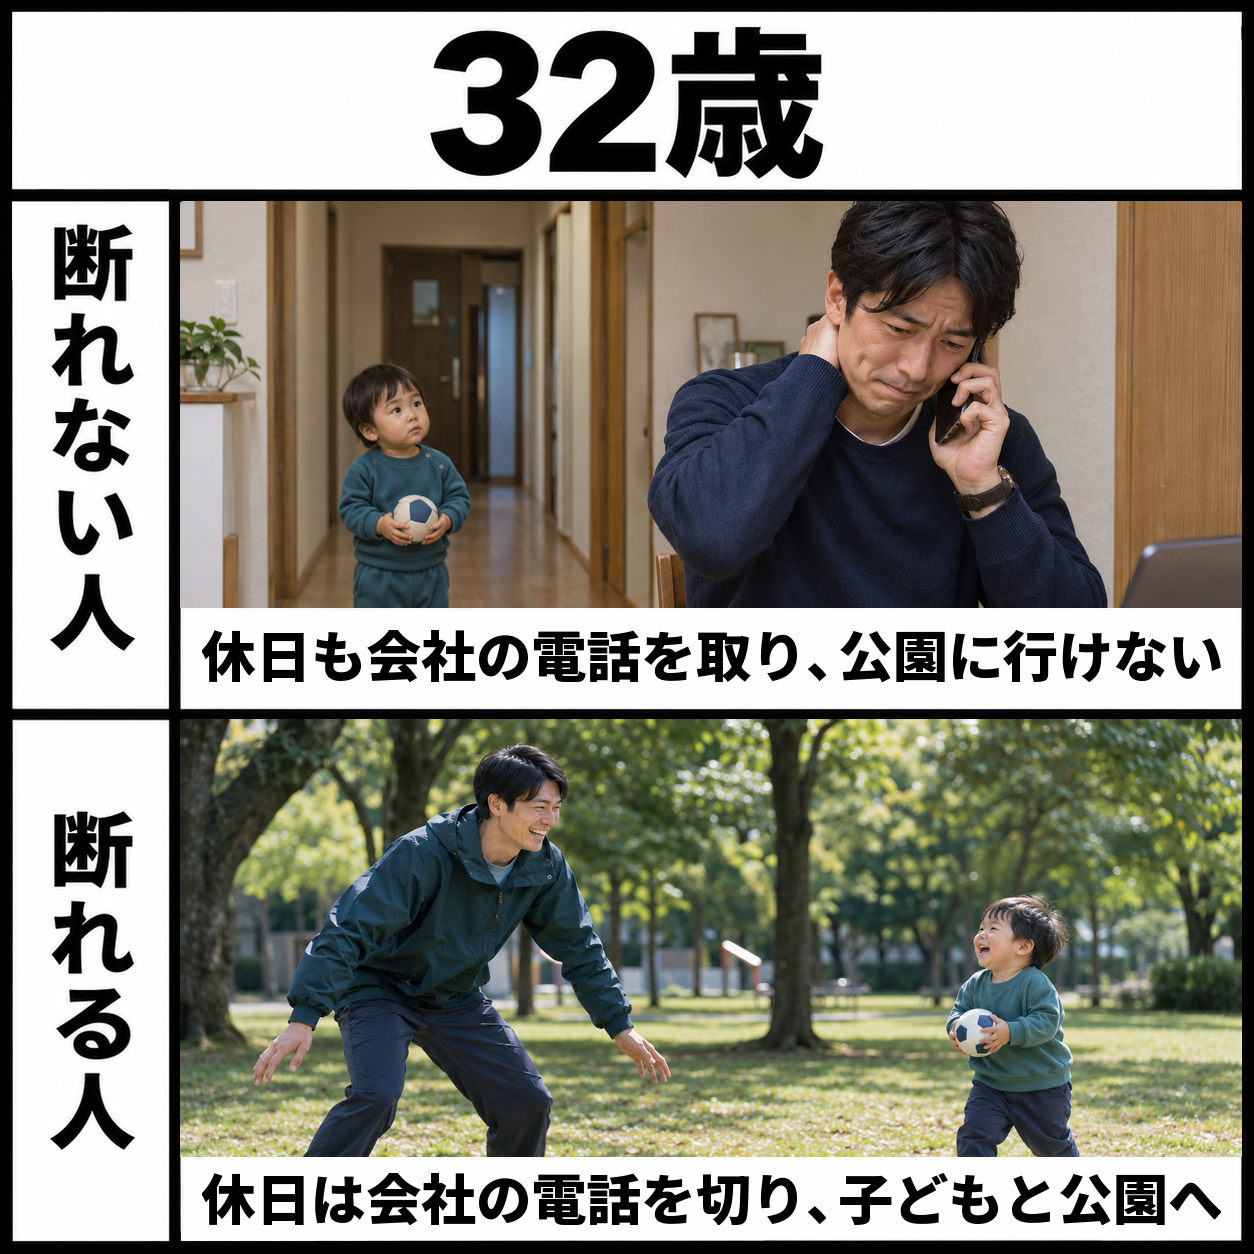 32歳
断れない人
休日も会社の電話を取り、公園に行けない
断れる人
休日は会社の電話を切り、子どもと公園へ